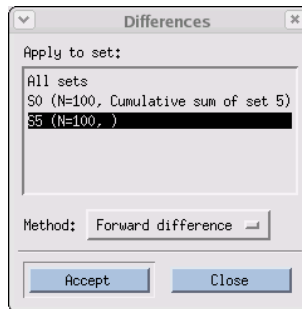 Differences
Apply to set:
All sets
S0 (N=100, Cumulative sum of set 5)
S5 (N=100, )
Method: Forward difference
Accept Close